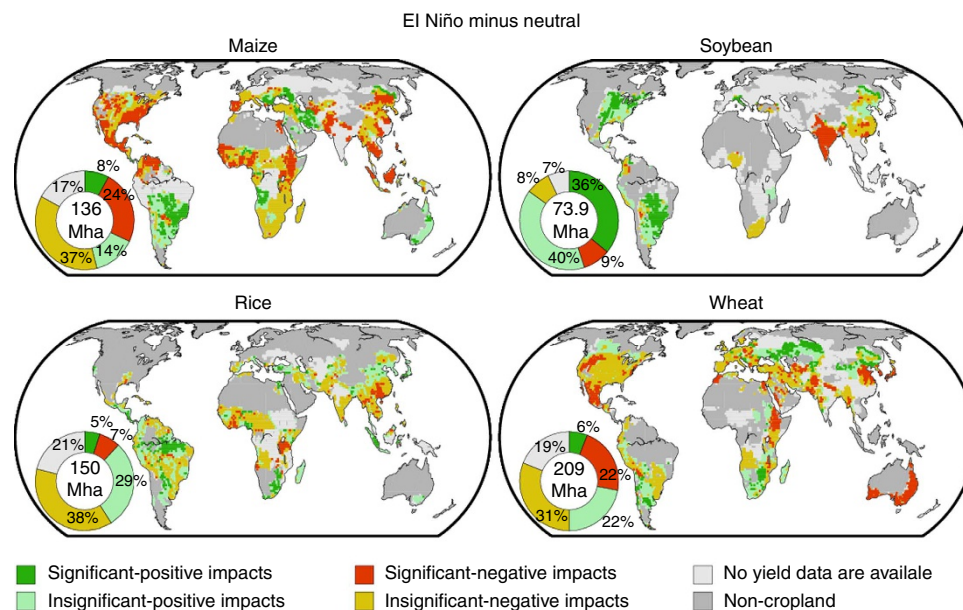 El Niño minus neutral
Maize
Soybean
8%
17%
24%
136
Mha
37%
14%
7%
8%
36%
73.9
Mha
40%
9%
Rice
Wheat
5%
7%
21%
150
Mha
29%
38%
6%
19%
22%
209
Mha
31%
22%
Significant-positive impacts
Significant-negative impacts
No yield data are availale
Insignificant-positive impacts
Insignificant-negative impacts
Non-cropland